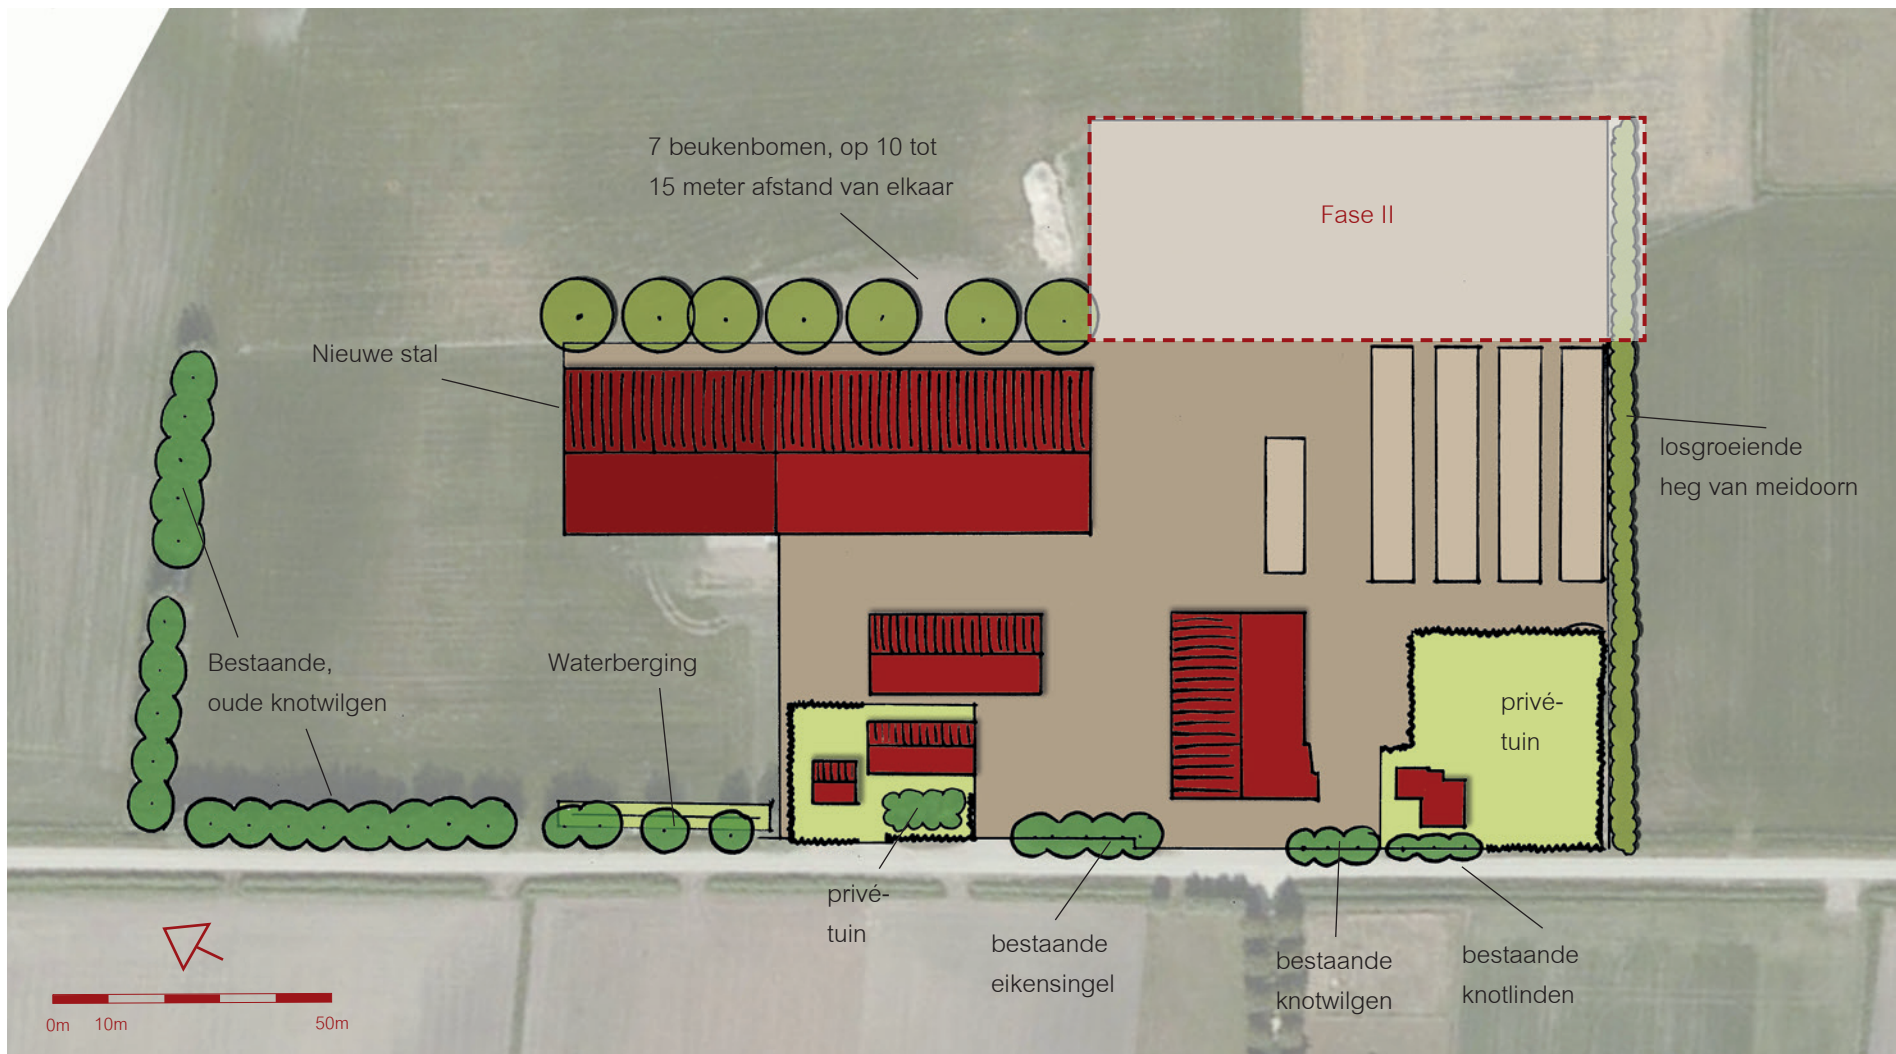 7 beukenbomen, op 10 tot
15 meter afstand van elkaar
Fase II
Nieuwe stal
losgroeiende
heg van meidoorn
Bestaande,
oude knotwilgen
Waterberging
privé-
tuin
privé-
tuin
bestaande
eikensingel
bestaande
knotwilgen
bestaande
knotlinden
0m 10m 50m